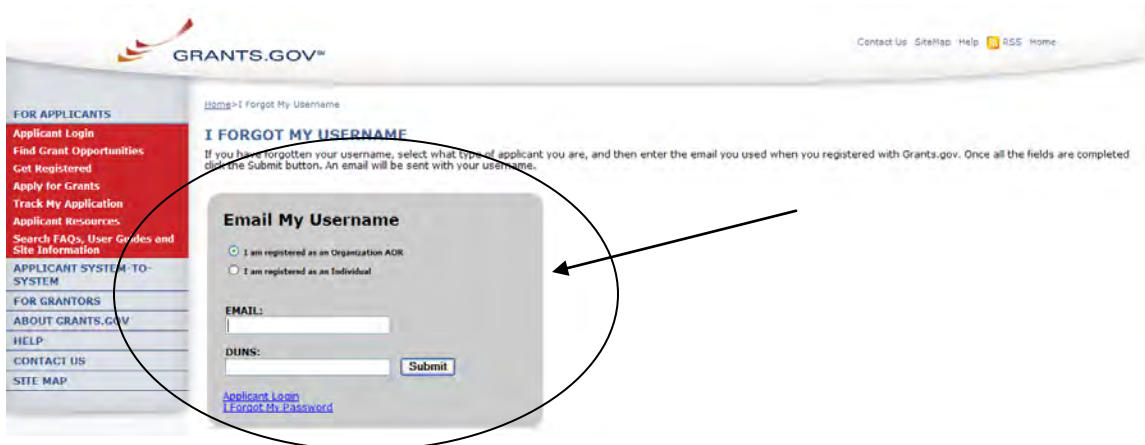 GRANTS.GOV℠
Contact Us SiteMap Help RSS Home
FOR APPLICANTS
Applicant Login
Find Grant Opportunities
Get Registered
Apply for Grants
Track My Application
Applicant Resources
Search FAQs, User Guides and
Site Information
APPLICANT SYSTEM-TO-
SYSTEM
FOR GRANTORS
ABOUT GRANTS.GOV
HELP
CONTACT US
SITE MAP
Home>I Forgot My Username
I FORGOT MY USERNAME
If you have forgotten your username, select what type of applicant you are, and then enter the email you used when you registered with Grants.gov. Once all the fields are completed
click the Submit button. An email will be sent with your username.
Email My Username
I am registered as an Organization AOR
I am registered as an Individual
EMAIL:
DUNS:
Submit
Applicant Login
I Forgot My Password